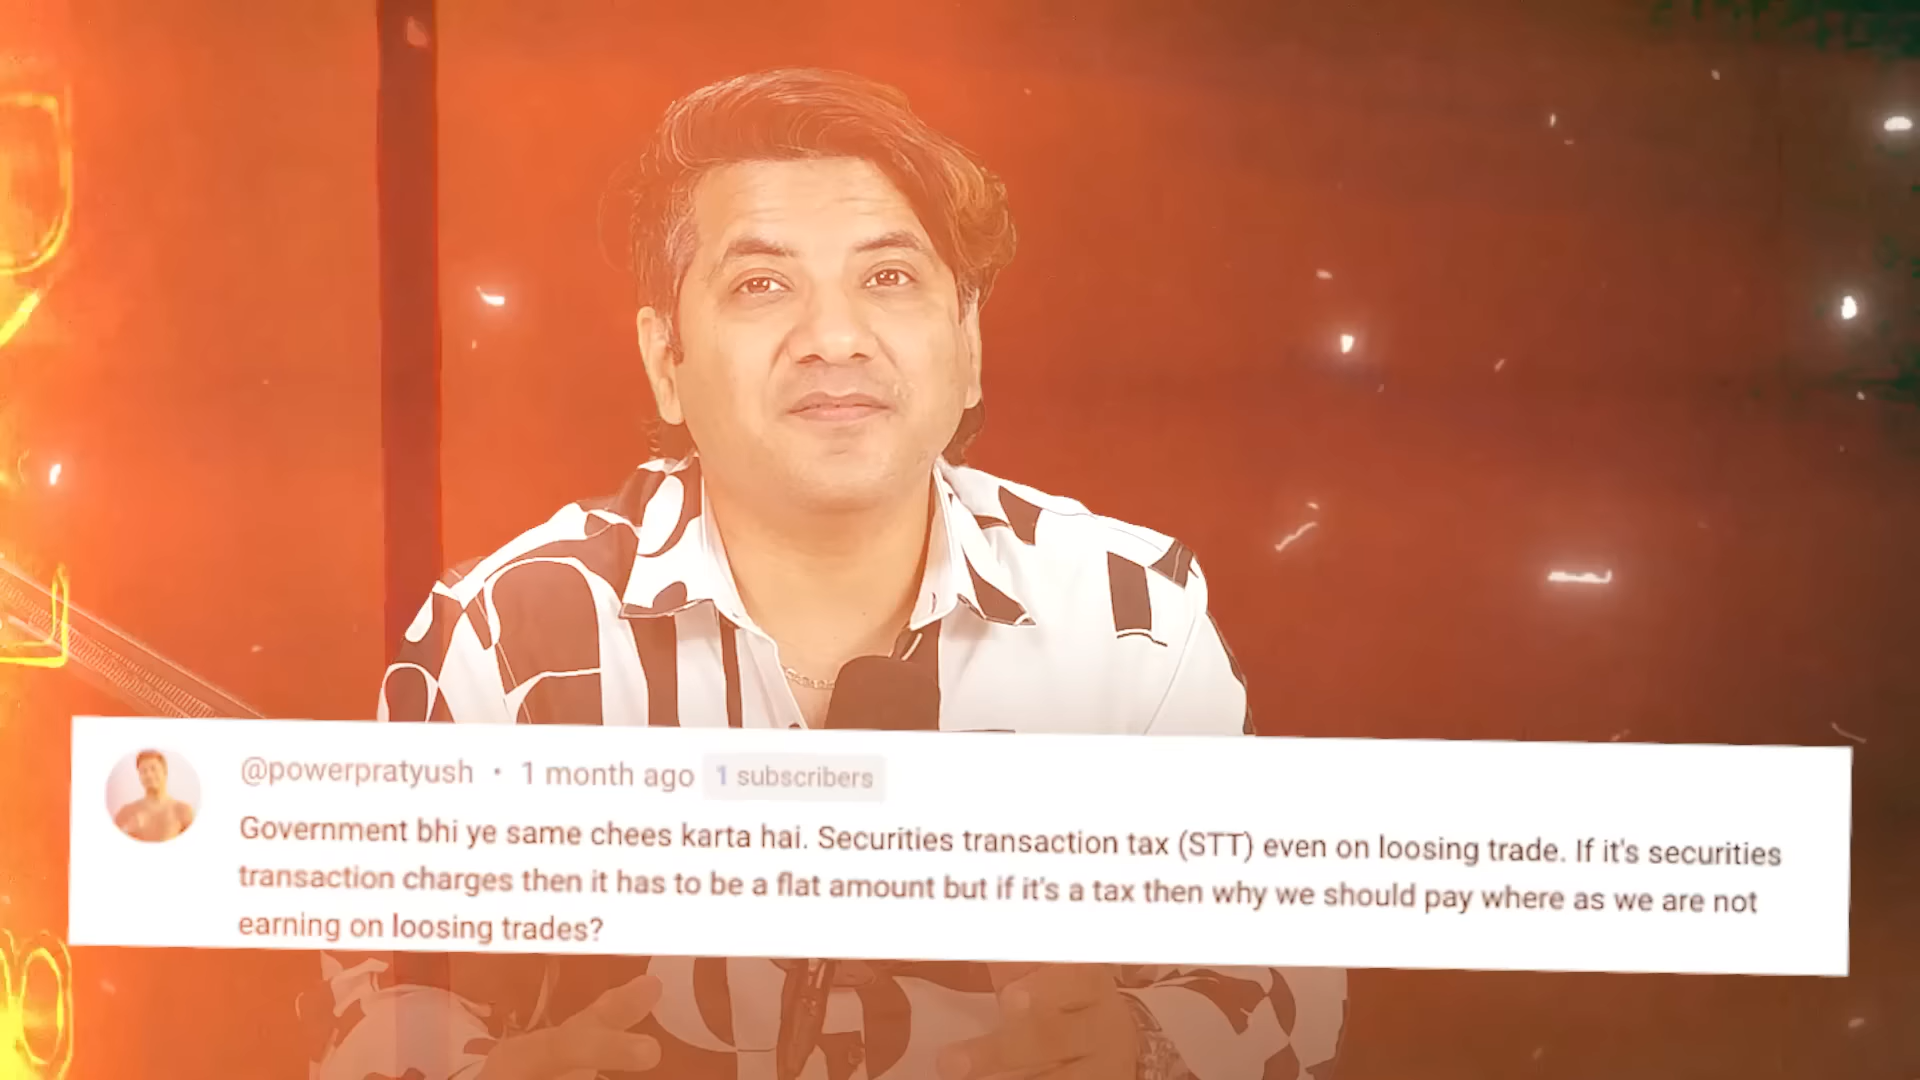 @powerpratyush • 1 month ago 1 subscribers
Government bhi ye same chees karta hai. Securities transaction tax (STT) even on loosing trade. If it's securities
transaction charges then it has to be a flat amount but if it's a tax then why we should pay where as we are not
earning on loosing trades?